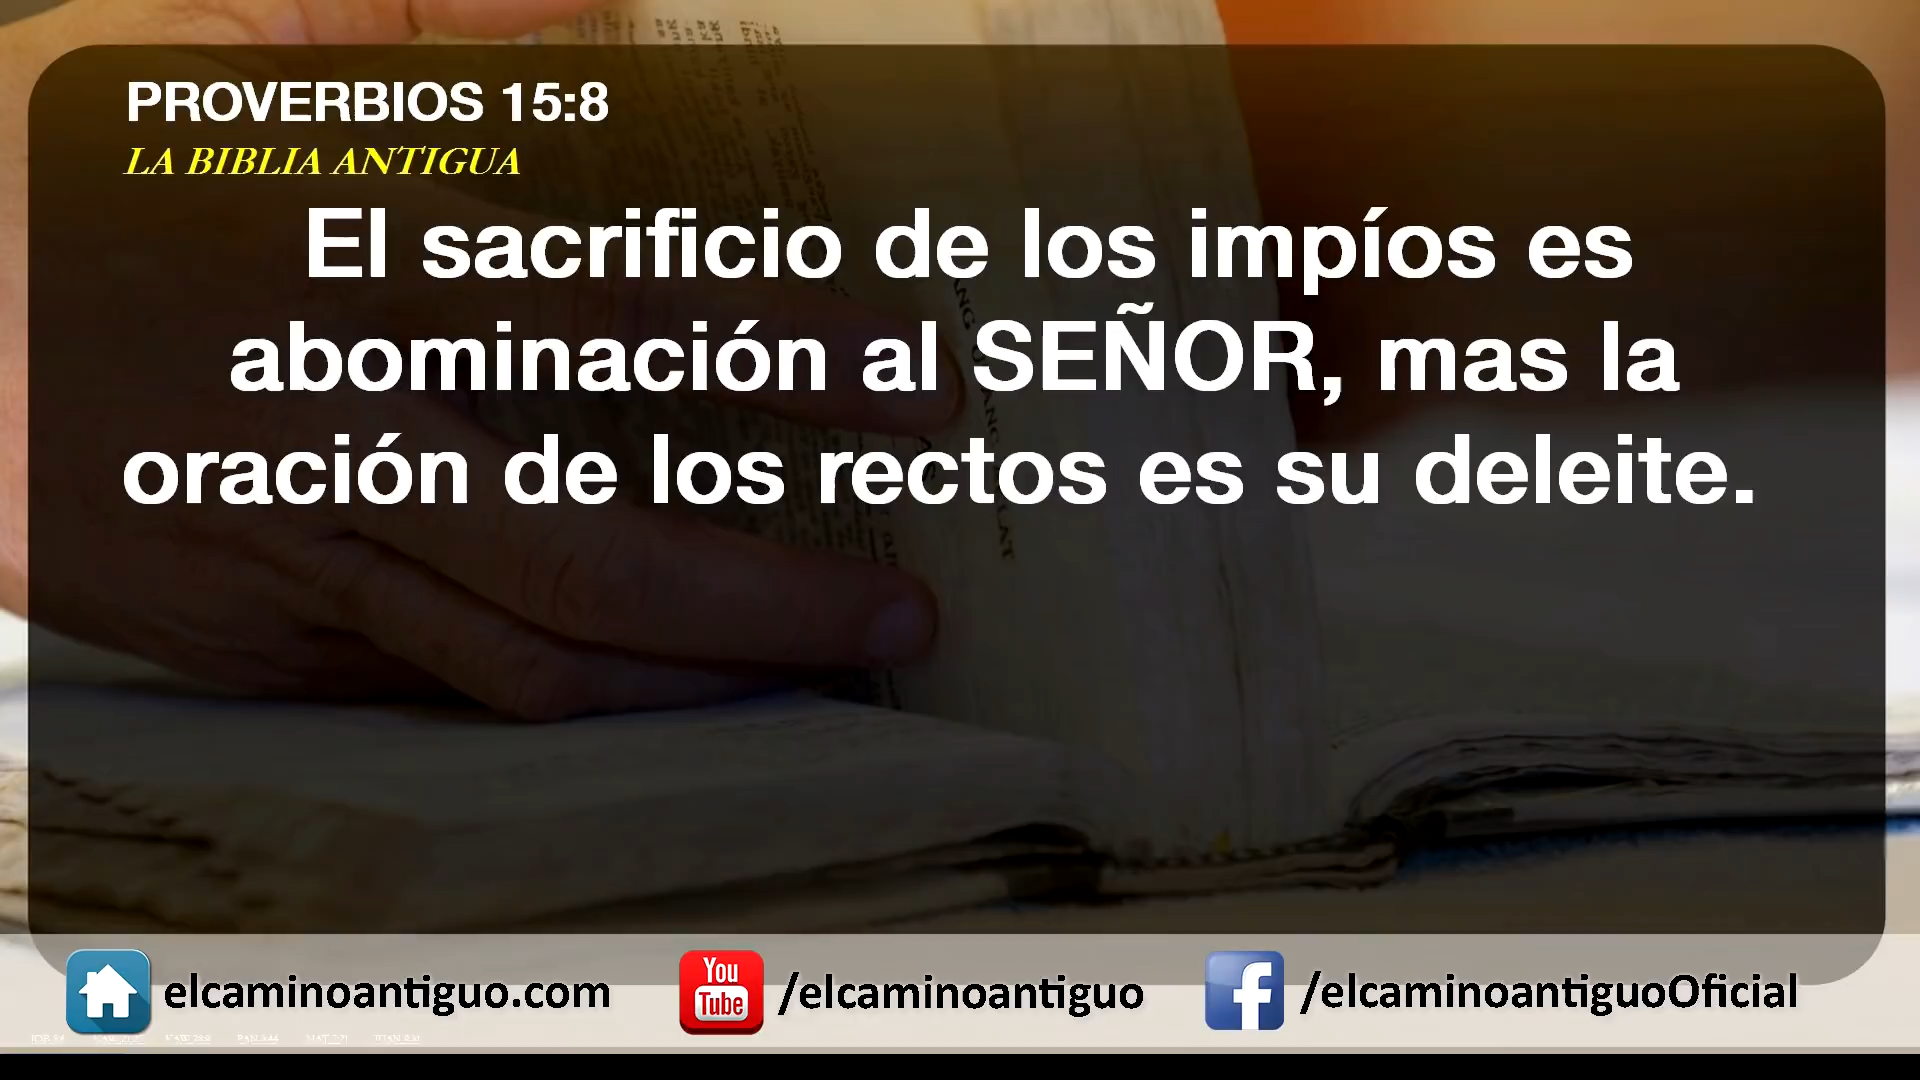 PROVERBIOS 15:8
LA BIBLIA ANTIGUA
El sacrificio de los impíos es
abominación al SEÑOR, mas la
oración de los rectos es su deleite.
elcaminoantiguo.com
You
Tube
/elcaminoantiguo
f
/elcaminoantiguoOficial